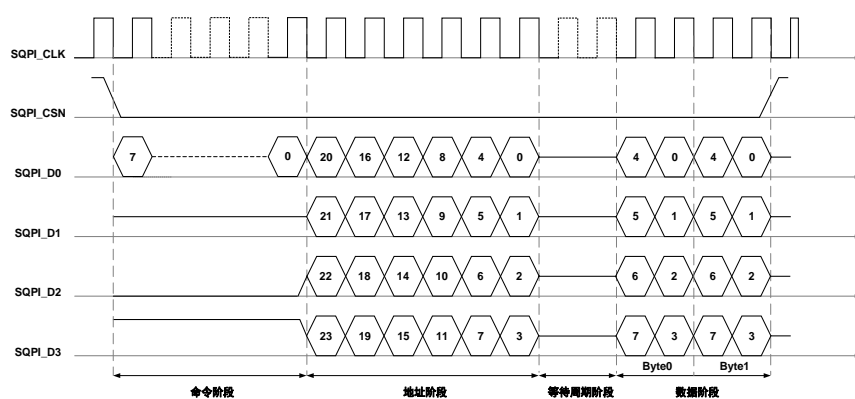 SQPI_CLK
SQPI_CSN
SQPI_D0
7 0 20 16 12 8 4 0 4 0 4 0
SQPI_D1
21 17 13 9 5 1 5 1 5 1
SQPI_D2
22 18 14 10 6 2 6 2 6 2
SQPI_D3
23 19 15 11 7 3 7 3 7 3
Byte0 Byte1
命令阶段 地址阶段 等待周期阶段 数据阶段